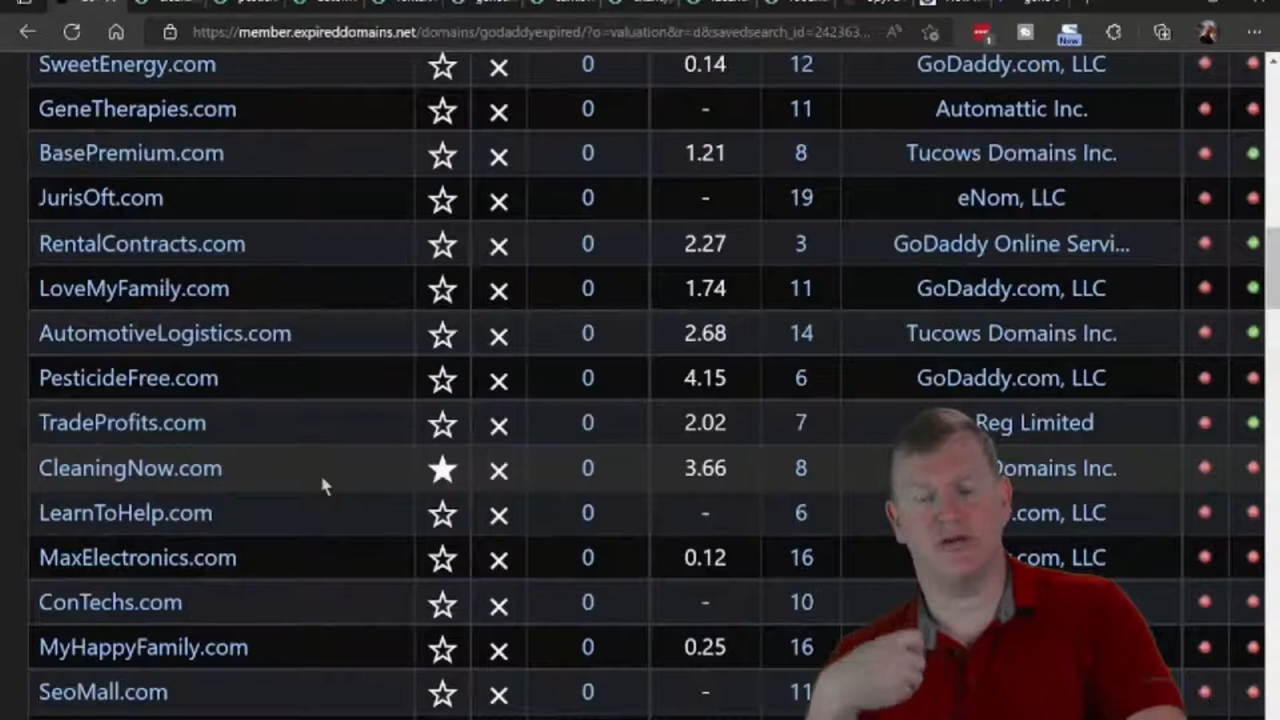 https://member.expireddomains.net/domains/godaddyexpired/?o=valuation&r=d&savedsearch_id=242363...
New
SweetEnergy.com 0 0.14 12 GoDaddy.com, LLC
GeneTherapies.com 0 - 11 Automattic Inc.
BasePremium.com 0 1.21 8 Tucows Domains Inc.
JurisOft.com 0 - 19 eNom, LLC
RentalContracts.com 0 2.27 3 GoDaddy Online Servi...
LoveMyFamily.com 0 1.74 11 GoDaddy.com, LLC
AutomotiveLogistics.com 0 2.68 14 Tucows Domains Inc.
PesticideFree.com 0 4.15 6 GoDaddy.com, LLC
TradeProfits.com 0 2.02 7 Reg Limited
CleaningNow.com 0 3.66 8 Domains Inc.
LearnToHelp.com 0 - 6 .com, LLC
MaxElectronics.com 0 0.12 16 .com, LLC
ConTechs.com 0 - 10
MyHappyFamily.com 0 0.25 16
SeoMall.com 0 - 11